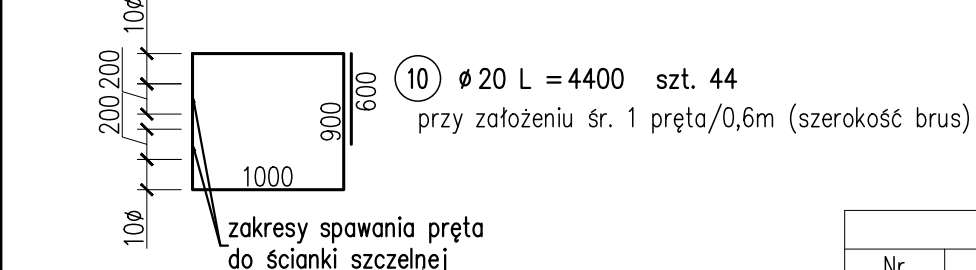 10ø
200 200
10 ø 20 L = 4400 szt. 44
przy założeniu śr. 1 pręta/0,6m (szerokość brus)
600
900
1000
10ø
zakresy spawania pręta
do ścianki szczelnej
Nr